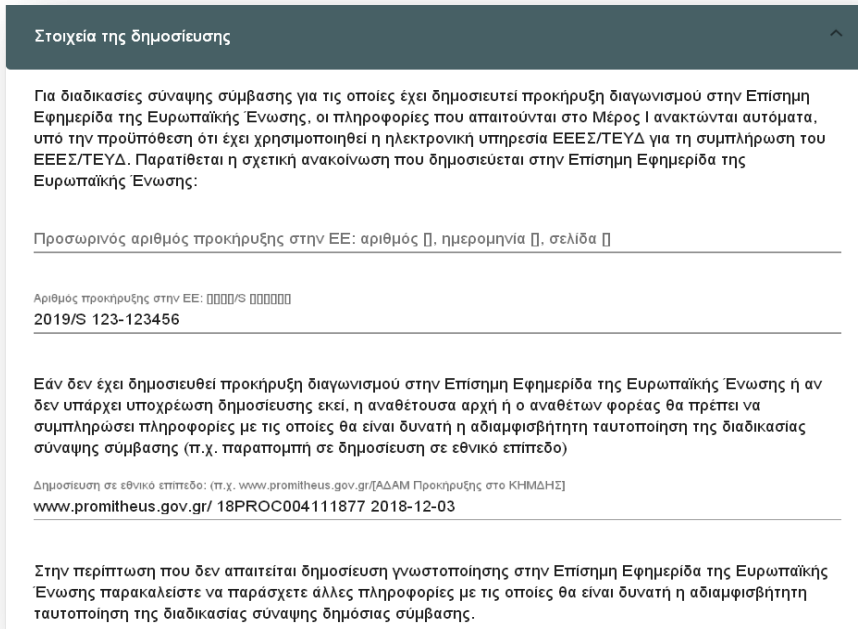 Στοιχεία της δημοσίευσης
Για διαδικασίες σύναψης σύμβασης για τις οποίες έχει δημοσιευτεί προκήρυξη διαγωνισμού στην Επίσημη
Εφημερίδα της Ευρωπαϊκής Ένωσης, οι πληροφορίες που απαιτούνται στο Μέρος Ι ανακτώνται αυτόματα,
υπό την προϋπόθεση ότι έχει χρησιμοποιηθεί η ηλεκτρονική υπηρεσία ΕΕΕΣ/ΤΕΥΔ για τη συμπλήρωση του
ΕΕΕΣ/ΤΕΥΔ. Παρατίθεται η σχετική ανακοίνωση που δημοσιεύεται στην Επίσημη Εφημερίδα της
Ευρωπαϊκής Ένωσης:
Προσωρινός αριθμός προκήρυξης στην ΕΕ: αριθμός [], ημερομηνία [], σελίδα []
Αριθμός προκήρυξης στην ΕΕ: [][][][]/S [][][][][][]
2019/S 123-123456
Εάν δεν έχει δημοσιευθεί προκήρυξη διαγωνισμού στην Επίσημη Εφημερίδα της Ευρωπαϊκής Ένωσης ή αν
δεν υπάρχει υποχρέωση δημοσίευσης εκεί, η αναθέτουσα αρχή ή ο αναθέτων φορέας θα πρέπει να
συμπληρώσει πληροφορίες με τις οποίες θα είναι δυνατή η αδιαμφισβήτητη ταυτοποίηση της διαδικασίας
σύναψης σύμβασης (π.χ. παραπομπή σε δημοσίευση σε εθνικό επίπεδο)
Δημοσίευση σε εθνικό επίπεδο: (π.χ. www.promitheus.gov.gr/[ΑΔΑΜ Προκήρυξης στο ΚΗΜΔΗΣ]
www.promitheus.gov.gr/ 18PROC004111877 2018-12-03
Στην περίπτωση που δεν απαιτείται δημοσίευση γνωστοποίησης στην Επίσημη Εφημερίδα της Ευρωπαϊκής
Ένωσης παρακαλείστε να παράσχετε άλλες πληροφορίες με τις οποίες θα είναι δυνατή η αδιαμφισβήτητη
ταυτοποίηση της διαδικασίας σύναψης δημόσιας σύμβασης.